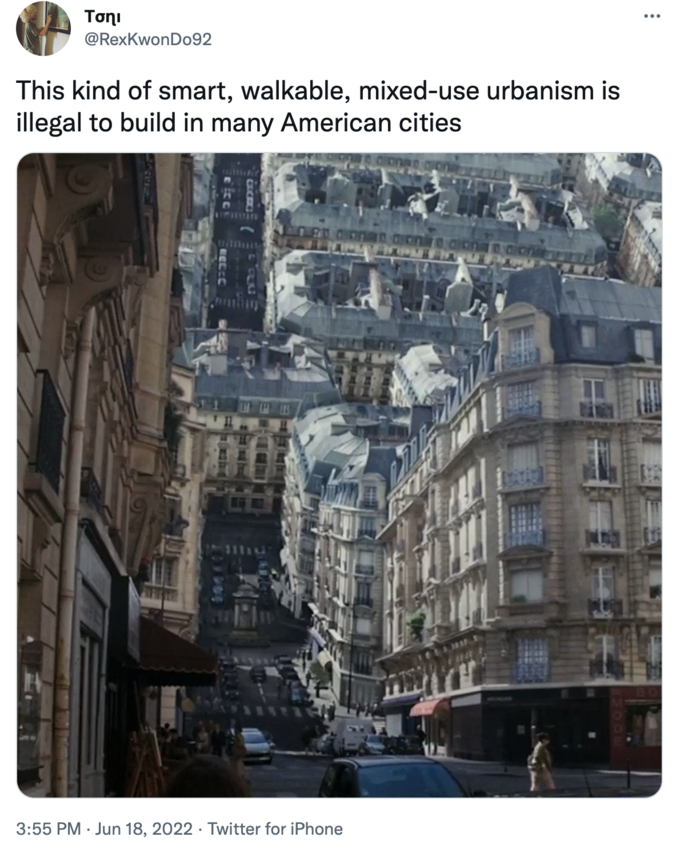 Tσηι
@RexKwonDo92
This kind of smart, walkable, mixed-use urbanism is
illegal to build in many American cities
3:55 PM · Jun 18, 2022 · Twitter for iPhone